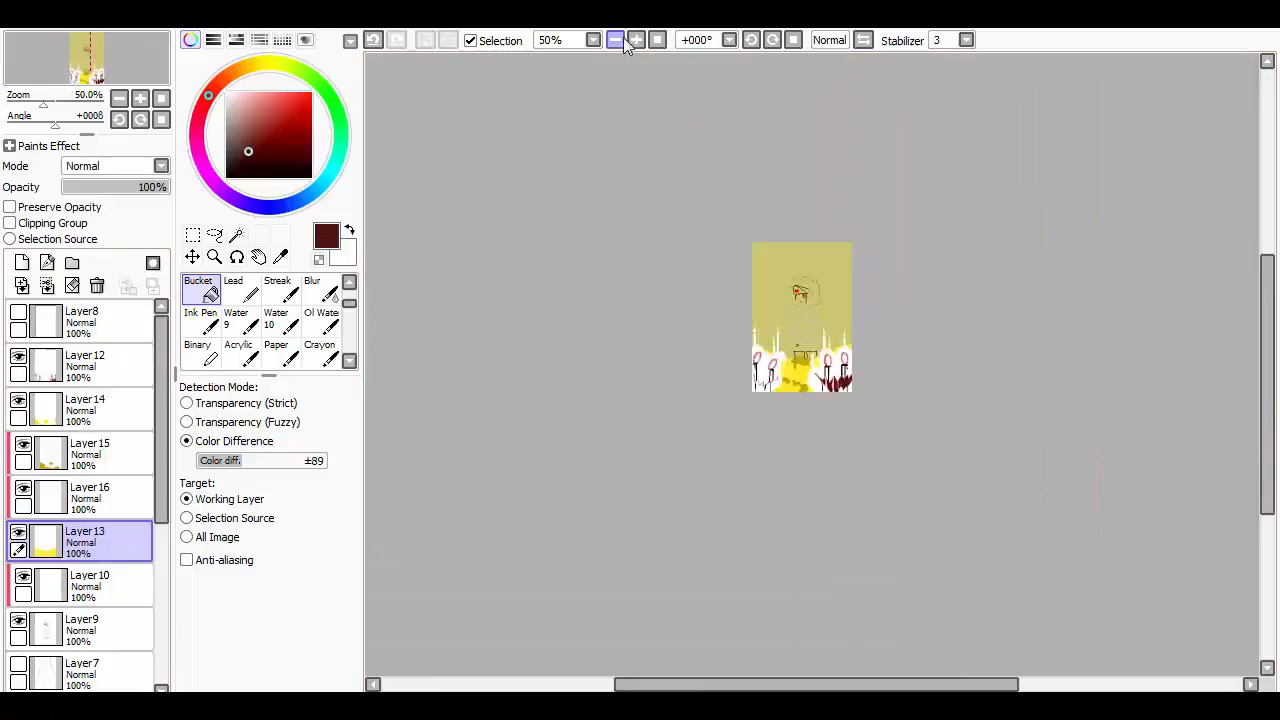 Selection 50% +000° Normal Stabilizer 3
Zoom 50.0%
Angle +0008
Paints Effect
Mode Normal
Opacity 100%
Preserve Opacity
Clipping Group
Selection Source
Layer8
Normal
100%
Layer12
Normal
100%
Layer14
Normal
100%
Layer15
Normal
100%
Layer16
Normal
100%
Layer13
Normal
100%
Layer10
Normal
100%
Layer9
Normal
100%
Layer7
Normal
100%
Bucket Lead Streak Blur
Ink Pen Water 9 Water 10 Ol Wate
Binary Acrylic Paper Crayon
Detection Mode:
Transparency (Strict)
Transparency (Fuzzy)
Color Difference
Color diff. ±89
Target:
Working Layer
Selection Source
All Image
Anti-aliasing